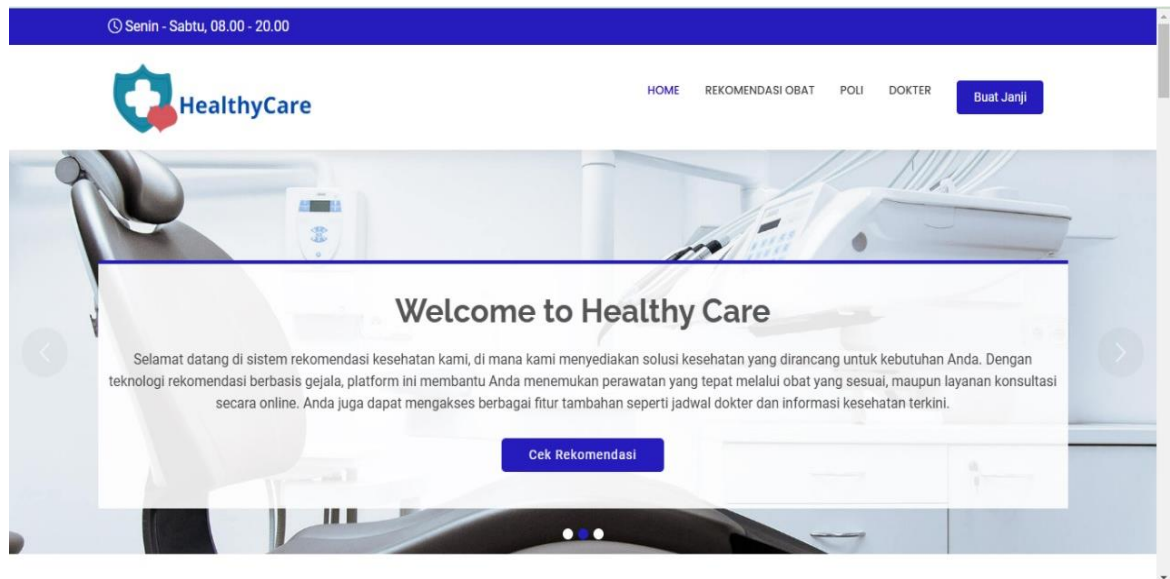 Senin - Sabtu, 08.00 - 20.00
HealthyCare
HOME REKOMENDASI OBAT POLI DOKTER Buat Janji
Welcome to Healthy Care
Selamat datang di sistem rekomendasi kesehatan kami, di mana kami menyediakan solusi kesehatan yang dirancang untuk kebutuhan Anda. Dengan
teknologi rekomendasi berbasis gejala, platform ini membantu Anda menemukan perawatan yang tepat melalui obat yang sesuai, maupun layanan konsultasi
secara online. Anda juga dapat mengakses berbagai fitur tambahan seperti jadwal dokter dan informasi kesehatan terkini.
Cek Rekomendasi